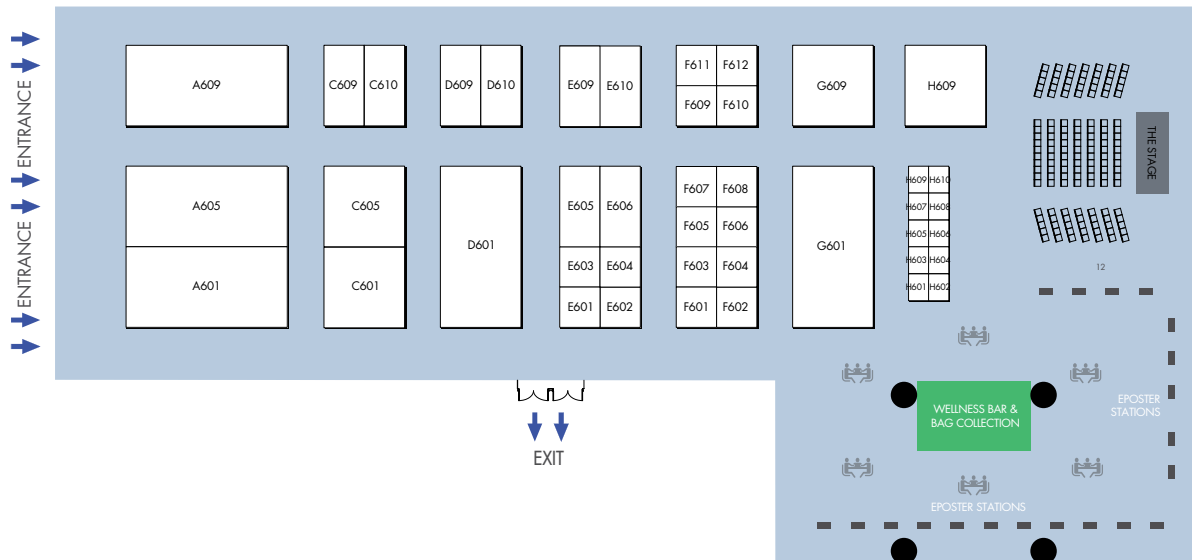 ENTRANCE
ENTRANCE
A609
C609
C610
D609
D610
E609
E610
F611
F612
F609
F610
G609
H609
THE STAGE
A605
A601
C605
C601
D601
E605
E606
E603
E604
E601
E602
F607
F608
F605
F606
F603
F604
F601
F602
G601
H609
H610
H607
H608
H605
H606
H603
H604
H601
H602
12
EXIT
WELLNESS BAR &
BAG COLLECTION
EPOSTER
STATIONS
EPOSTER STATIONS